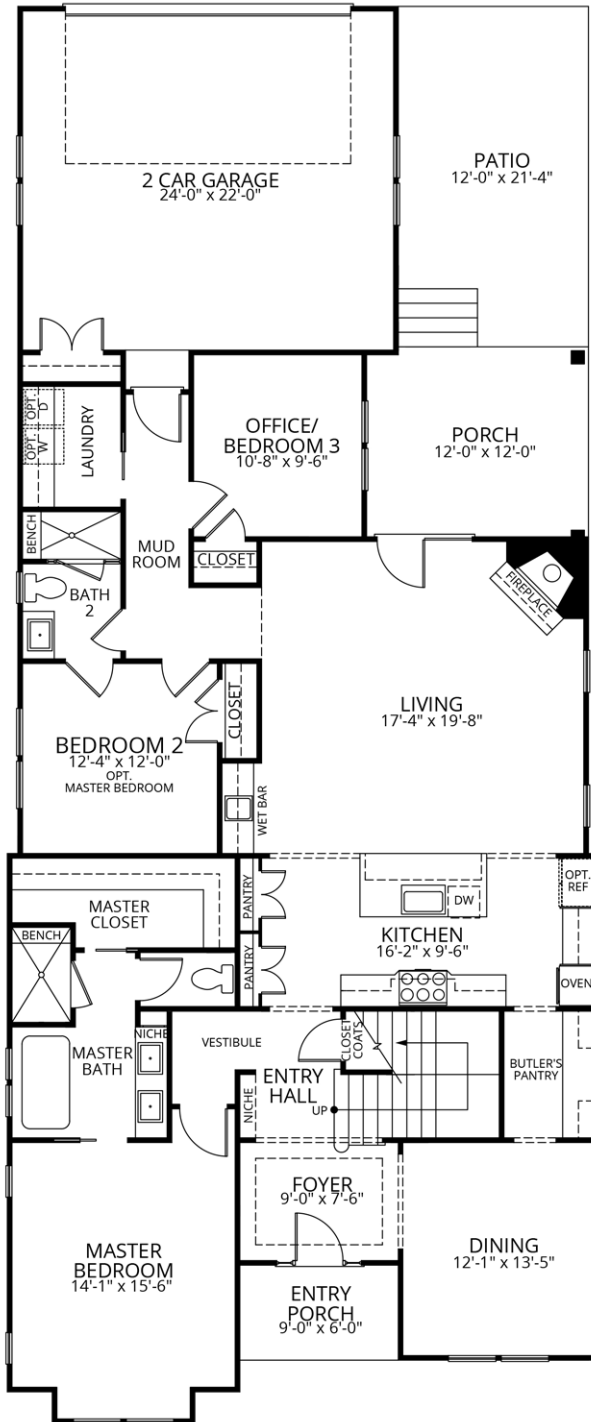 2 CAR GARAGE
24'-0" x 22'-0"
PATIO
12'-0" x 21'-4"
OPT.
D
OPT.
W
LAUNDRY
OFFICE/
BEDROOM 3
10'-8" x 9'-6"
PORCH
12'-0" x 12'-0"
BENCH
MUD
ROOM
CLOSET
BATH
2
FIREPLACE
LIVING
17'-4" x 19'-8"
CLOSET
BEDROOM 2
12'-4" x 12'-0"
OPT.
MASTER BEDROOM
WET BAR
MASTER
CLOSET
PANTRY
PANTRY
DW
OPT.
REF
KITCHEN
16'-2" x 9'-6"
OVEN
BENCH
MASTER
BATH
NICHE
VESTIBULE
CLOSET
COATS
ENTRY
HALL
NICHE
UP
BUTLER'S
PANTRY
FOYER
9'-0" x 7'-6"
MASTER
BEDROOM
14'-1" x 15'-6"
DINING
12'-1" x 13'-5"
ENTRY
PORCH
9'-0" x 6'-0"